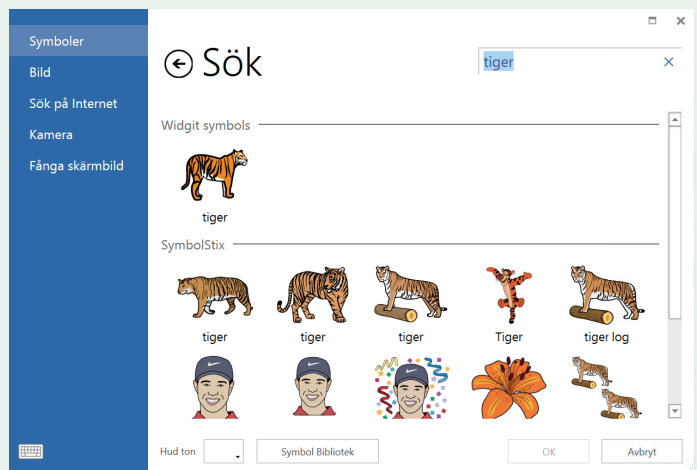 Symboler
Bild
Sök på Internet
Kamera
Fånga skärmbild
Sök
tiger
Widgit symbols
tiger
SymbolStix
tiger tiger tiger Tiger tiger log
Hud ton Symbol Bibliotek OK Avbryt